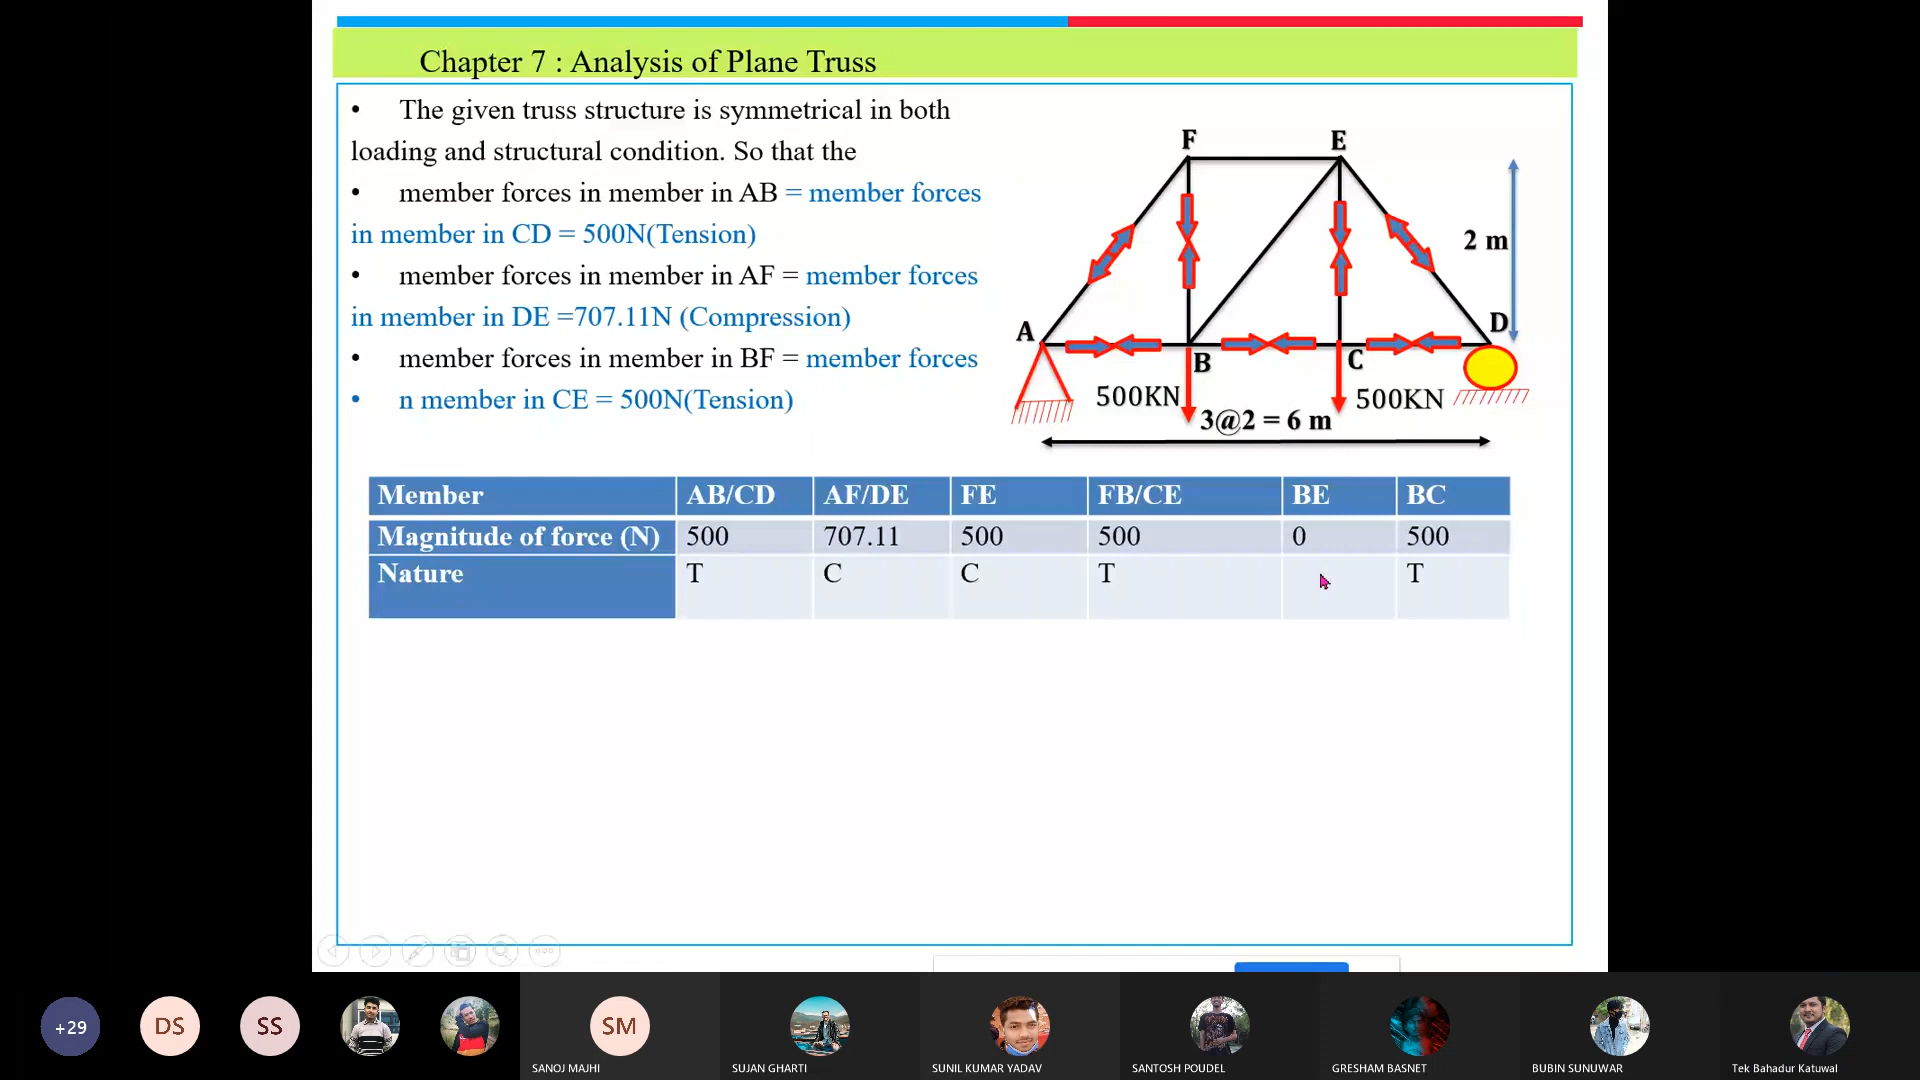 Chapter 7 : Analysis of Plane Truss
• The given truss structure is symmetrical in both
loading and structural condition. So that the
• member forces in member in AB = member forces
in member in CD = 500N(Tension)
• member forces in member in AF = member forces
in member in DE =707.11N (Compression)
• member forces in member in BF = member forces
• n member in CE = 500N(Tension)
F
E
2 m
A
D
B
C
500KN
500KN
3@2 = 6 m
Member AB/CD AF/DE FE FB/CE BE BC
Magnitude of force (N) 500 707.11 500 500 0 500
Nature T C C T T
+29
DS
SS
SM
SANOJ MAJHI
SUJAN GHARTI
SUNIL KUMAR YADAV
SANTOSH POUDEL
GRESHAM BASNET
BUBIN SUNUWAR
Tek Bahadur Katuwal